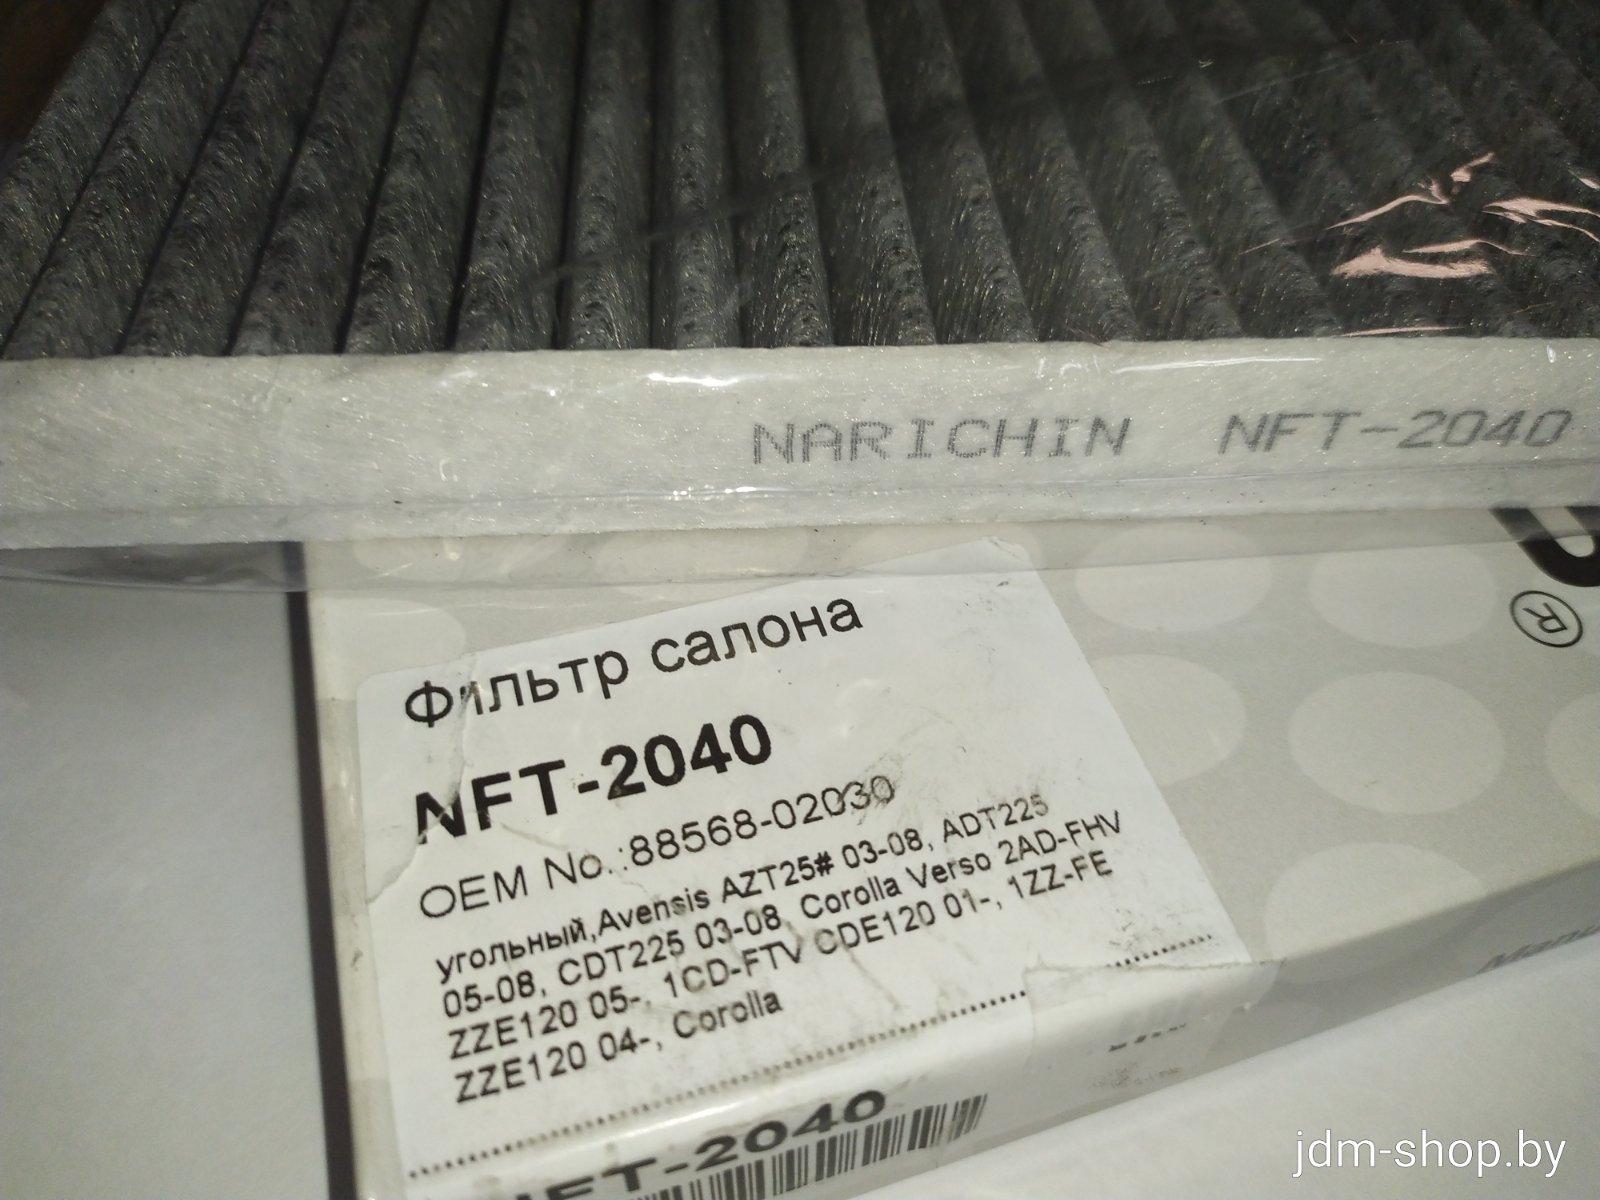 NARICHIN NFT-2040
®
Фильтр салона
NFT-2040
OEM No.:88568-02030
угольный,Avensis AZT25# 03-08, ADT225
05-08, CDT225 03-08, Corolla Verso 2AD-FHV
ZZE120 05-, 1CD-FTV CDE120 01-, 1ZZ-FE
ZZE120 04-, Corolla
NFT-2040
jdm-shop.by